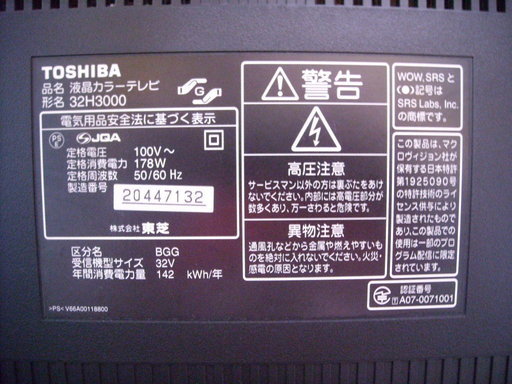 TOSHIBA
品名 液晶カラーテレビ
形名 32H3000
G
電気用品安全法に基づく表示
PS
E
JQA
定格電圧 100V～
定格消費電力 178W
定格周波数 50/60 Hz
製造番号 20447132
株式会社 東芝
区分名 BGG
受信機型サイズ 32V
年間消費電力量 142 kWh/年
>PS< V66A00118800
警告
高圧注意
サービスマン以外の方は裏ぶたをあけ
ないでください。内部には高電圧部分が
数多くあり、万一さわると危険です。
異物注意
通風孔などから金属や燃えやすいもの
を絶対に入れないでください。火災・
感電の原因となります。
WOW, SRS と
(●)記号は
SRS Labs, Inc.
の商標です。
この製品は、マク
ロヴィジョン社が
保有する日本特許
第1925090号
の特許技術のライ
センス供与により
製造されたもので
あり、この製品での
使用は一部のプロ
グラム配信に限定
されています。
認証番号
T A07-0071001